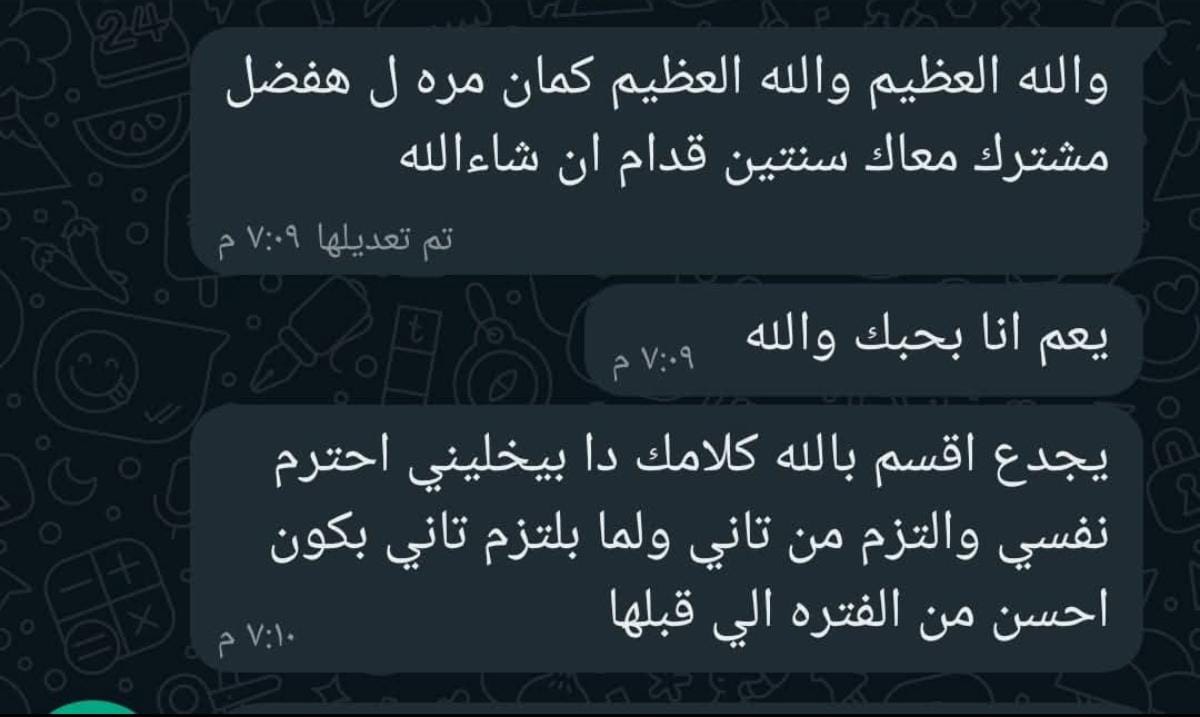 والله العظيم والله العظيم كمان مره ل هفضل
مشترك معاك سنتين قدام ان شاءالله
تم تعديلها ٧:٠٩ م
يعم انا بحبك والله
٧:٠٩ م
يجدع اقسم بالله كلامك دا بيخليني احترم
نفسي والتزم من تاني ولما بلتزم تاني بكون
احسن من الفتره الي قبلها
٧:١٠ م